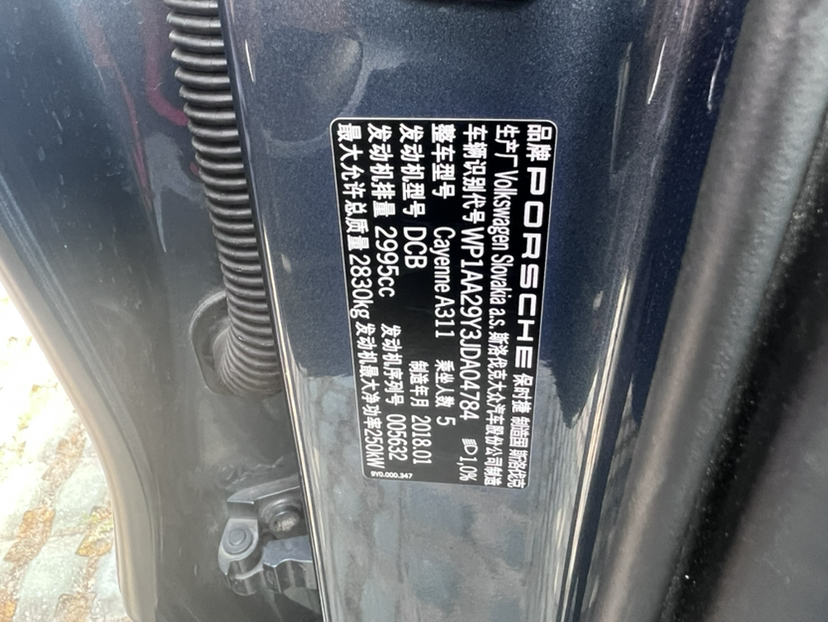 品牌 PORSCHE 保时捷 制造国 斯洛伐克
生产厂 Volkswagen Slovakia a.s. 斯洛伐克大众汽车股份公司制造
车辆识别代号 WP1AA29Y3JDA04784 1,0%
整车型号 Cayenne A311 乘坐人数 5
发动机型号 DCB 制造年月 2018.01
发动机排量 2995cc 发动机序列号 005632
最大允许总质量 2830kg 发动机最大净功率250kW
9Y0.000.347